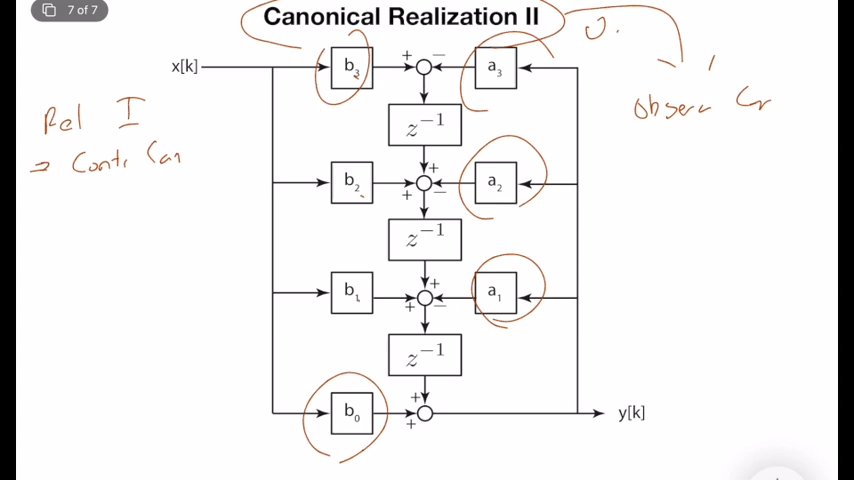 7 of 7
Canonical Realization II
x[k]
b3
+
−
a3
z−1
b2
+
+
−
a2
z−1
b1
+
+
−
a1
z−1
b0
+
+
y[k]
Rel I
⇒ Contr Can
Observ